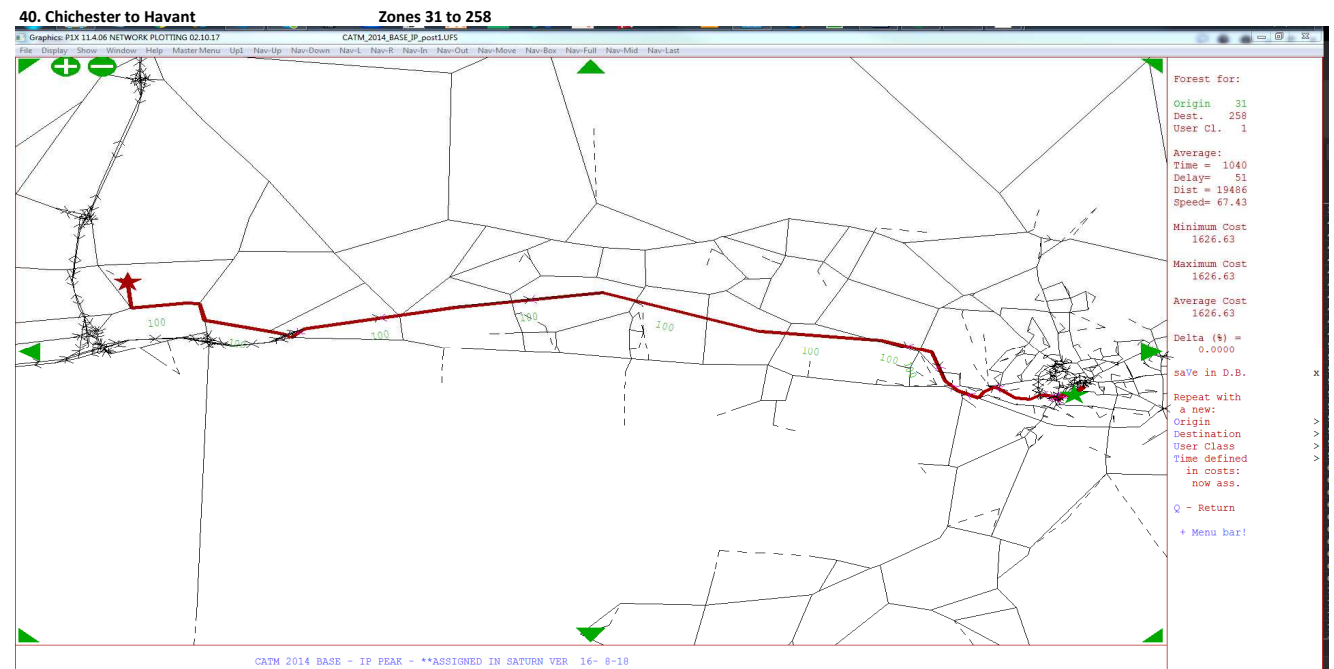 40. Chichester to Havant Zones 31 to 258
Graphics: P1X 11.4.06 NETWORK PLOTTING 02.10.17 CATM_2014_BASE_IP_post1.UFS
File Display Show Window Help Master Menu Up1 Nav-Up Nav-Down Nav-L Nav-R Nav-In Nav-Out Nav-Move Nav-Box Nav-Full Nav-Mid Nav-Last
Forest for:
Origin 31
Dest. 258
User Cl. 1
Average:
Time = 1040
Delay= 51
Dist = 19486
Speed= 67.43
Minimum Cost
1626.63
Maximum Cost
1626.63
Average Cost
1626.63
Delta (%) =
0.0000
saVe in D.B. x
Repeat with
a new:
Origin >
Destination >
User Class >
Time defined >
in costs:
now ass.
Q - Return
+ Menu bar!
100
100
100
100
100
100
100
CATM 2014 BASE - IP PEAK - **ASSIGNED IN SATURN VER 16- 8-18